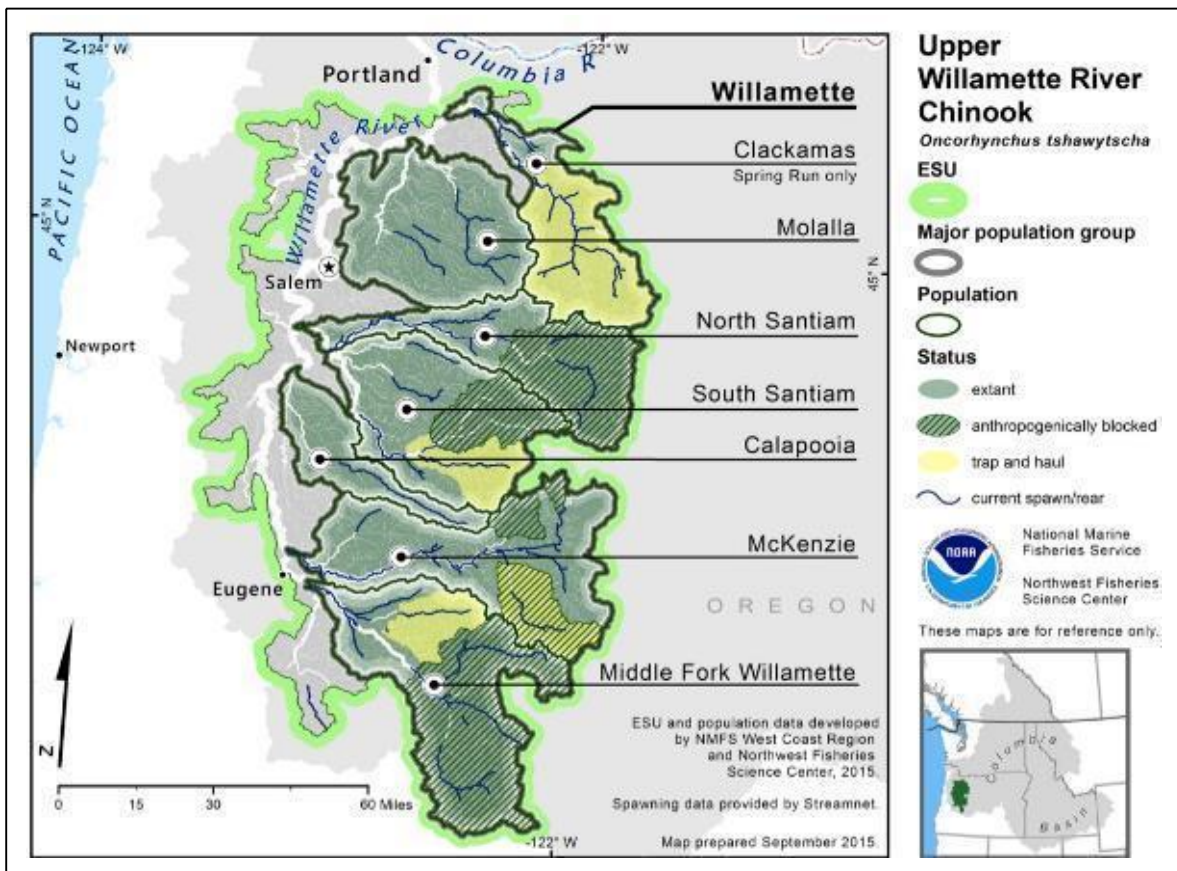 -124° W
-122° W
Columbia R
Portland
Willamette
Willamette River
Clackamas
Spring Run only
PACIFIC OCEAN
45° N
Molalla
Salem
45° N
North Santiam
Newport
South Santiam
Calapooia
McKenzie
Eugene
OREGON
Middle Fork Willamette
ESU and population data developed
by NMFS West Coast Region
and Northwest Fisheries
Science Center, 2015.
Spawning data provided by Streamnet.
Map prepared September 2015.
N
0 15 30 60 Miles
-122° W
Upper
Willamette River
Chinook
Oncorhynchus tshawytscha
ESU
Major population group
Population
Status
extant
anthropogenically blocked
trap and haul
current spawn/rear
NOAA
National Marine
Fisheries Service
Northwest Fisheries
Science Center
These maps are for reference only.
Columbia
Basin